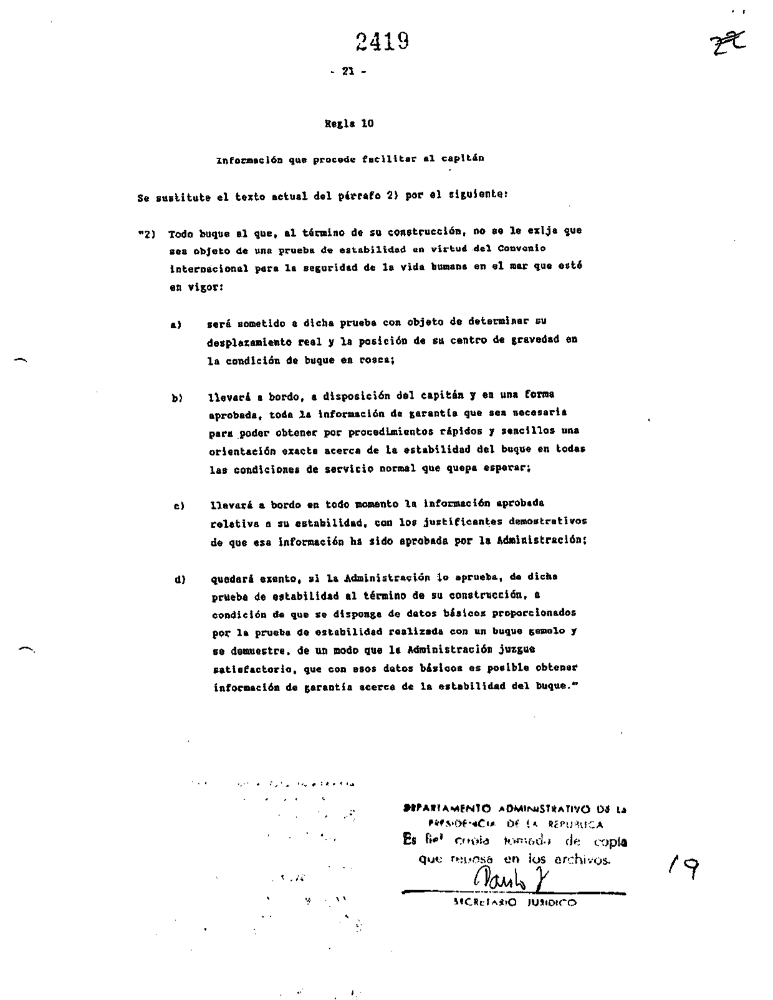 2419
22
- 21 -
Regla 10
Información que procede facilitar al capitán
Se sustitute el texto actual del párrafo 2) por el siguiente:
"2) Todo buque al que, al término de su construcción, no se le exija que
sea objeto de una prueba de estabilidad en virtud del Convenio
internacional para la seguridad de la vida humana en el mar que esté
en vigor:
a) será sometido a dicha prueba con objeto de determinar su
desplazamiento real y la posición de su centro de gravedad en
la condición de buque en rosca;
b) llevará a bordo, a disposición del capitán y en una forma
aprobada, toda la información de garantía que sea necesaria
para poder obtener por procedimientos rápidos y sencillos una
orientación exacta acerca de la estabilidad del buque en todas
las condiciones de servicio normal que quepa esperar;
c) llevará a bordo en todo momento la información aprobada
relativa a su estabilidad, con los justificantes demostrativos
de que esa información ha sido aprobada por la Administración;
d) quedará exento, si la Administración lo aprueba, de dicha
prueba de estabilidad al término de su construcción, a
condición de que se disponga de datos básicos proporcionados
por la prueba de estabilidad realizada con un buque gemelo y
se demuestre, de un modo que la Administración juzgue
satisfactorio, que con esos datos básicos es posible obtener
información de garantía acerca de la estabilidad del buque."
DEPARTAMENTO ADMINISTRATIVO DE LA
PRESIDENCIA DE LA REPUBLICA
Es fiel copia tomada de copia
que reposa en los archivos.
SECRETARIO JURIDICO
19